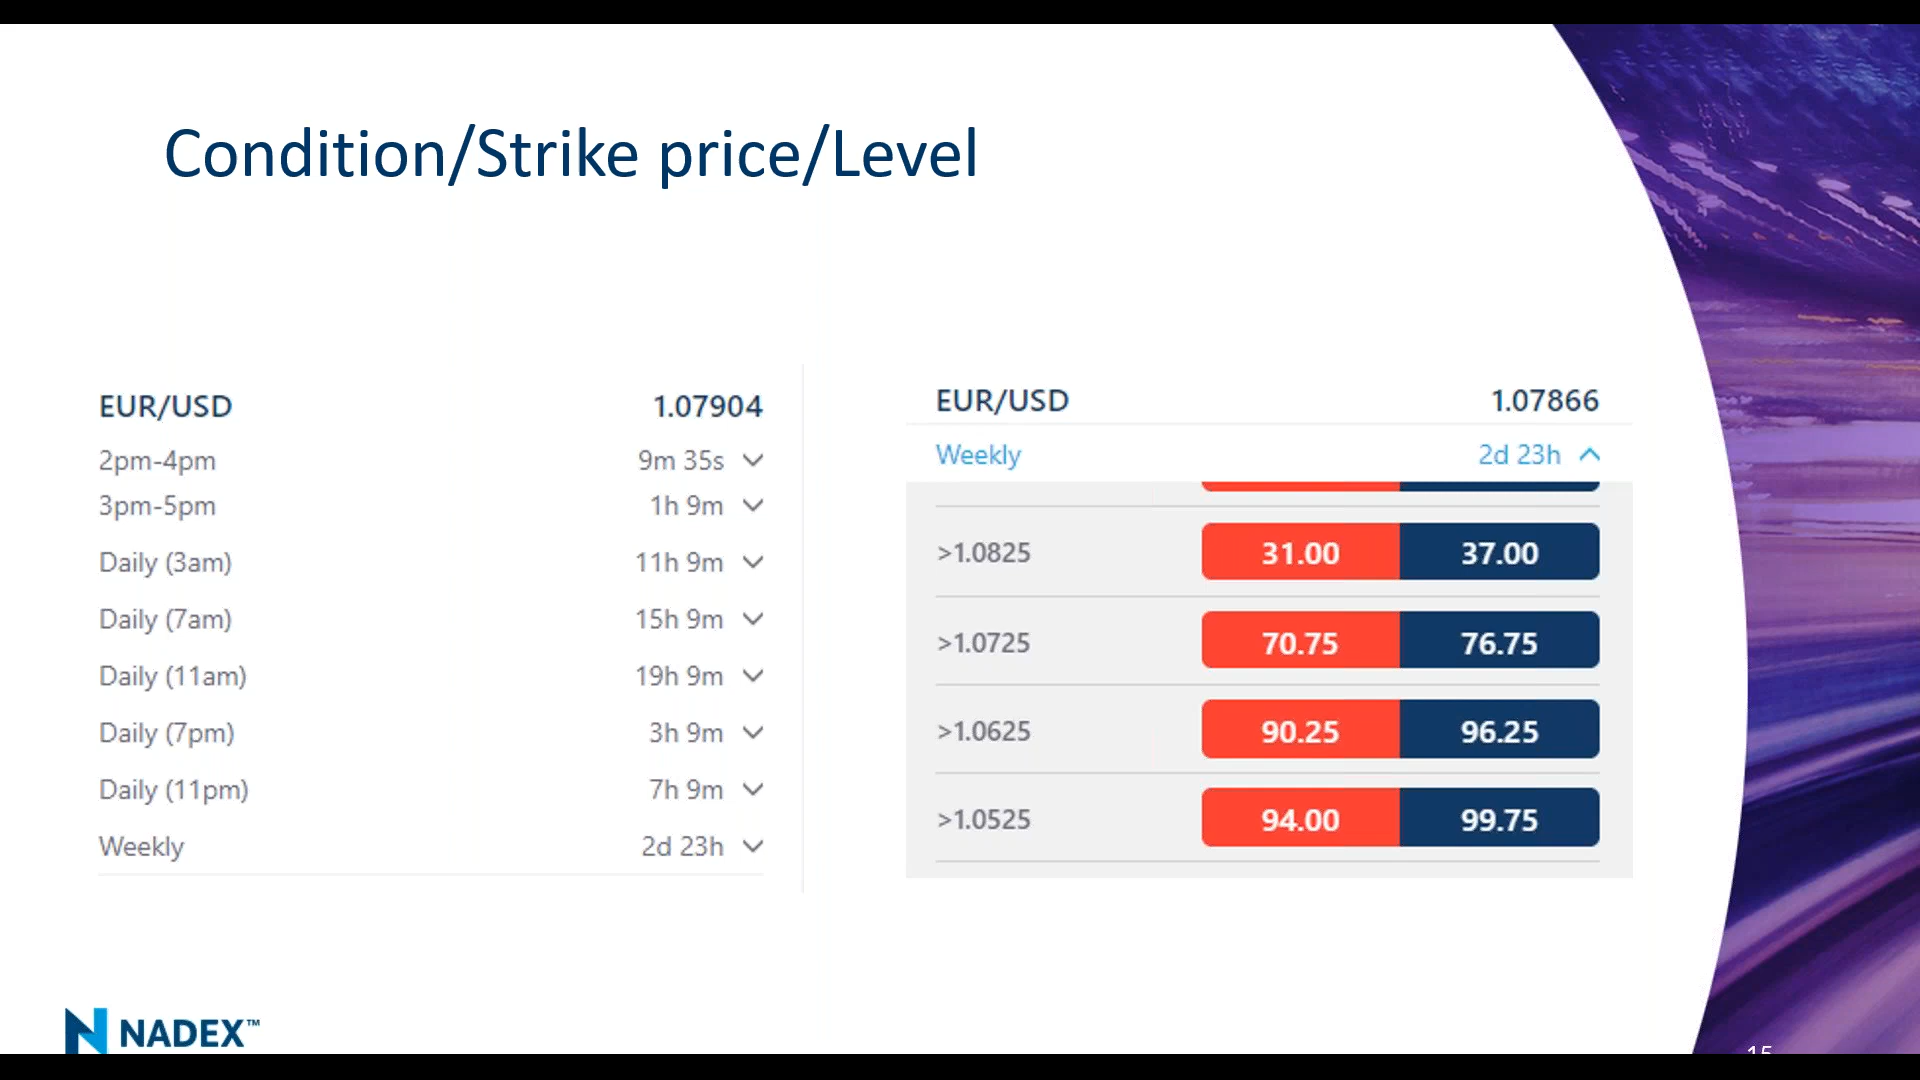 Condition/Strike price/Level
EUR/USD 1.07904
2pm-4pm 9m 35s
3pm-5pm 1h 9m
Daily (3am) 11h 9m
Daily (7am) 15h 9m
Daily (11am) 19h 9m
Daily (7pm) 3h 9m
Daily (11pm) 7h 9m
Weekly 2d 23h
EUR/USD 1.07866
Weekly 2d 23h
>1.0825 31.00 37.00
>1.0725 70.75 76.75
>1.0625 90.25 96.25
>1.0525 94.00 99.75
NADEX™
15